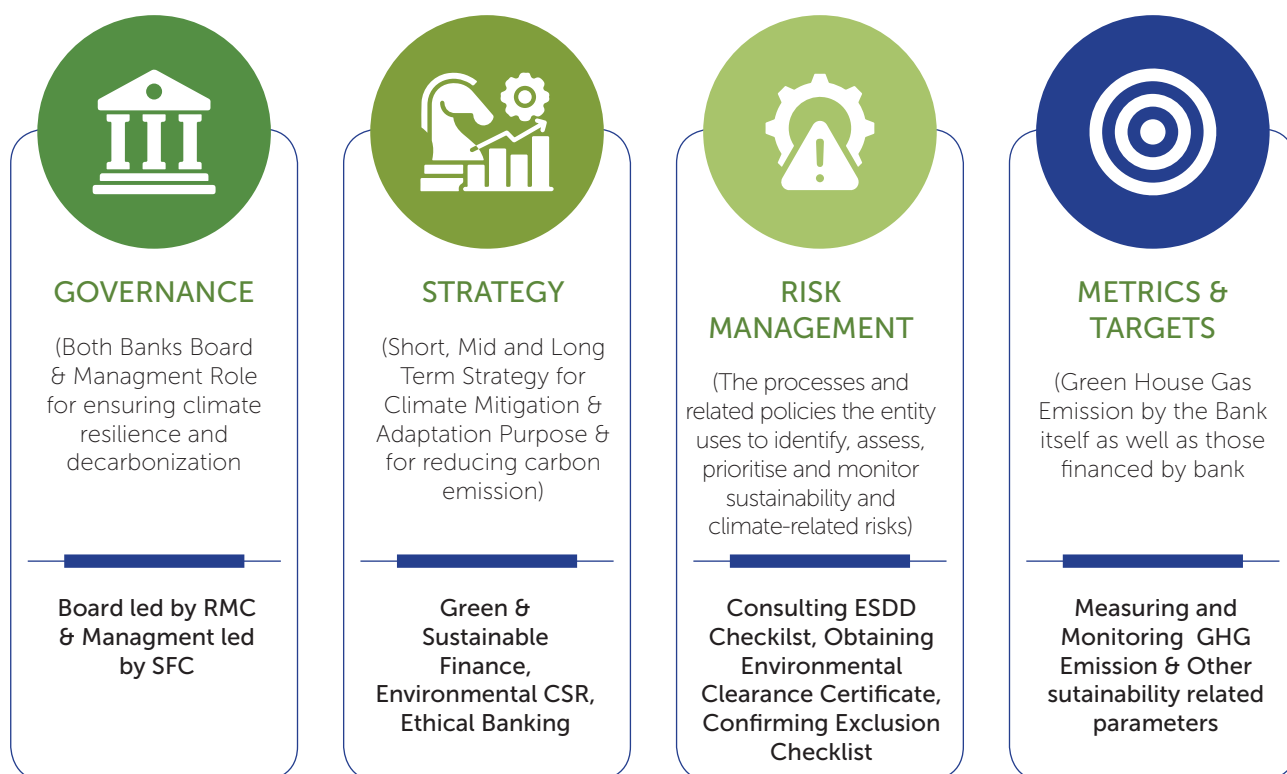 GOVERNANCE
(Both Banks Board
& Managment Role
for ensuring climate
resilience and
decarbonization
Board led by RMC
& Managment led
by SFC
STRATEGY
(Short, Mid and Long
Term Strategy for
Climate Mitigation &
Adaptation Purpose &
for reducing carbon
emission)
Green &
Sustainable
Finance,
Environmental CSR,
Ethical Banking
RISK
MANAGEMENT
(The processes and
related policies the entity
uses to identify, assess,
prioritise and monitor
sustainability and
climate-related risks)
Consulting ESDD
Checkilst, Obtaining
Environmental
Clearance Certificate,
Confirming Exclusion
Checklist
METRICS &
TARGETS
(Green House Gas
Emission by the Bank
itself as well as those
financed by bank
Measuring and
Monitoring GHG
Emission & Other
sutainability related
parameters